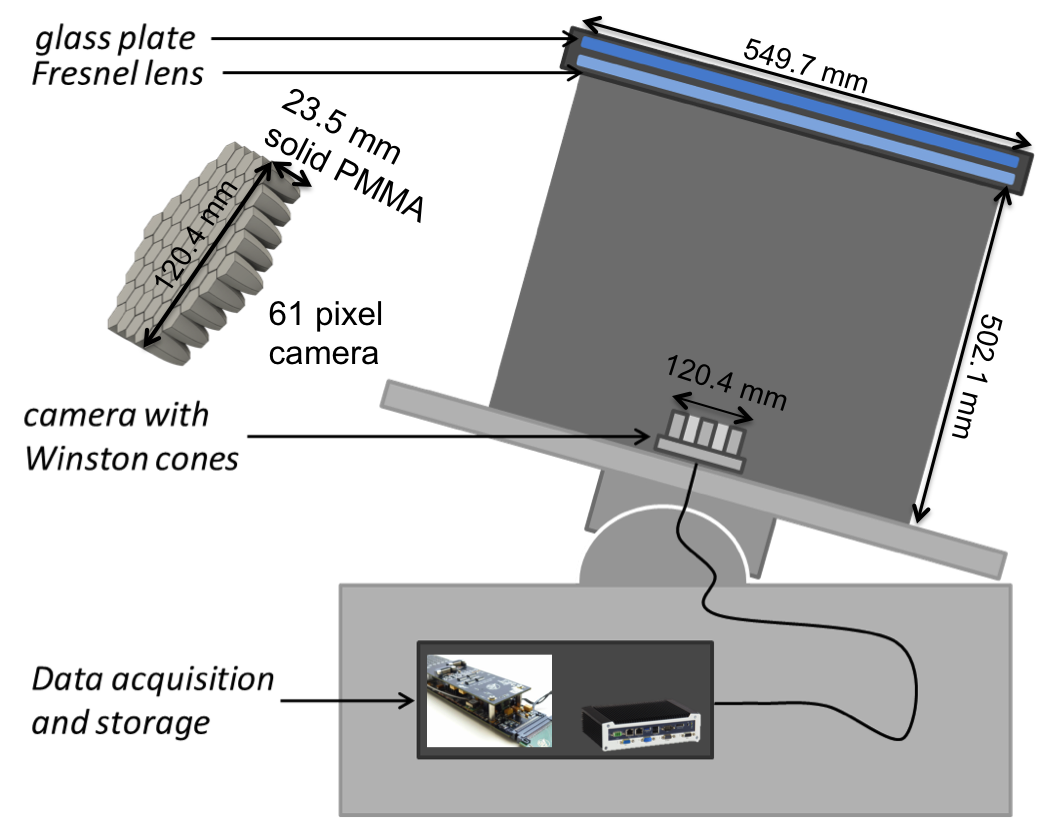 glass plate
Fresnel lens
549.7 mm
23.5 mm
solid PMMA
120.4 mm
61 pixel
camera
502.1 mm
120.4 mm
camera with
Winston cones
Data acquisition
and storage